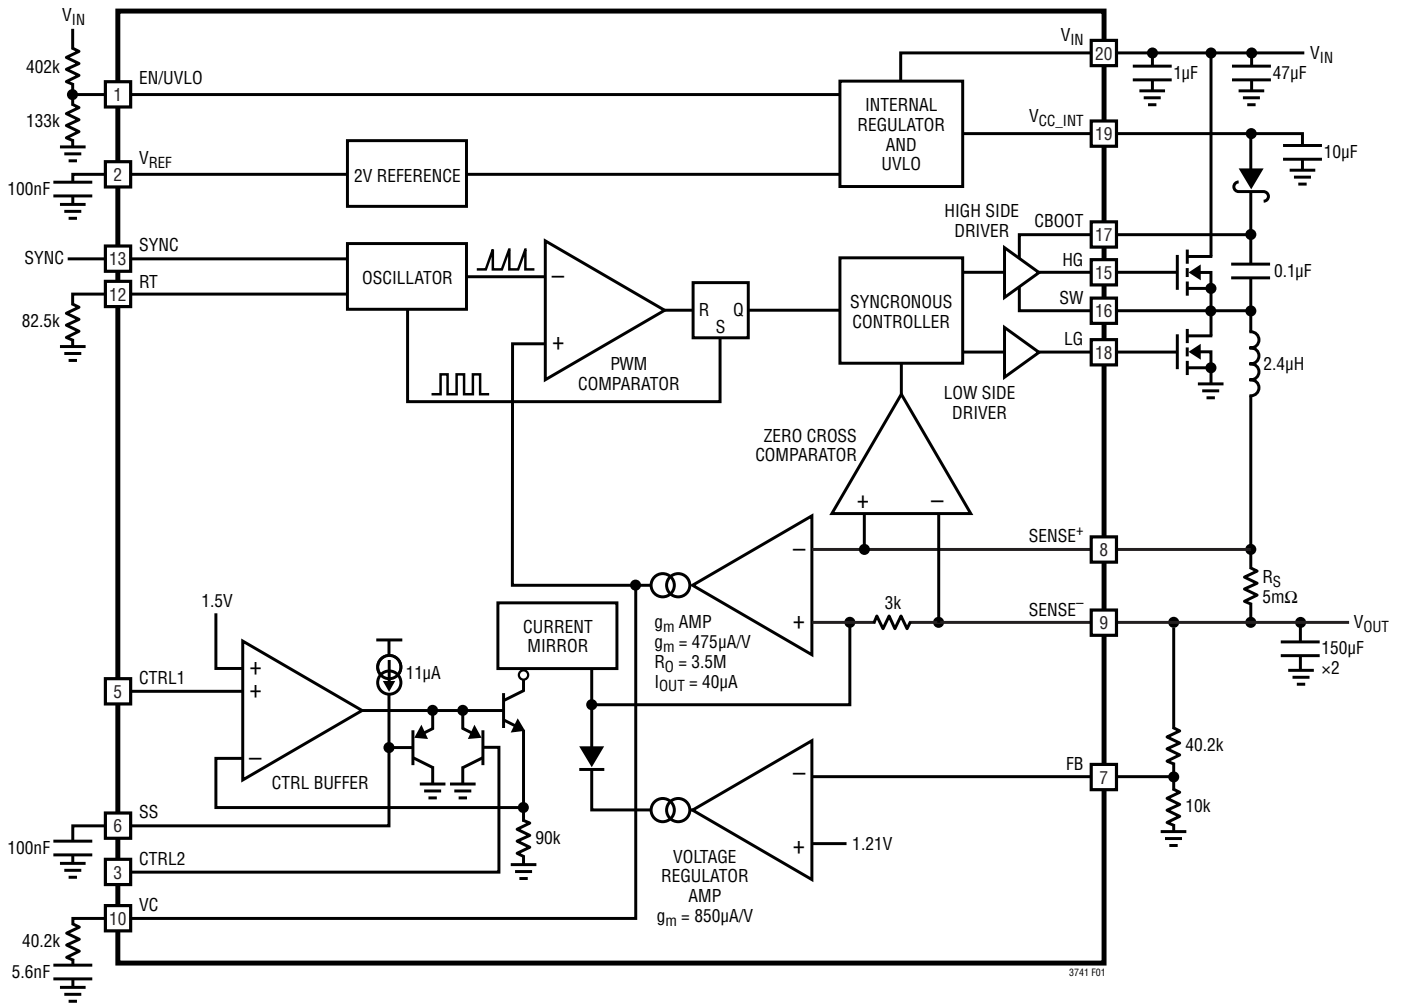 VIN
402k
1
EN/UVLO
133k
2
VREF
100nF
2V REFERENCE
INTERNAL
REGULATOR
AND
UVLO
VIN
20
VIN
1µF
47µF
VCC_INT
19
10µF
SYNC
13
SYNC
12
RT
82.5k
OSCILLATOR
−
+
PWM
COMPARATOR
R
Q
S
SYNCRONOUS
CONTROLLER
HIGH SIDE
DRIVER
LOW SIDE
DRIVER
CBOOT
17
HG
15
SW
16
LG
18
0.1µF
2.4µH
ZERO CROSS
COMPARATOR
+
−
SENSE+
8
RS
5mΩ
SENSE−
9
VOUT
150µF
×2
3k
−
+
gm AMP
gm = 475µA/V
RO = 3.5M
IOUT = 40µA
CURRENT
MIRROR
1.5V
5
CTRL1
+
+
−
CTRL BUFFER
11µA
90k
6
SS
100nF
3
CTRL2
10
VC
40.2k
5.6nF
−
+
1.21V
VOLTAGE
REGULATOR
AMP
gm = 850µA/V
FB
7
40.2k
10k
3741 F01